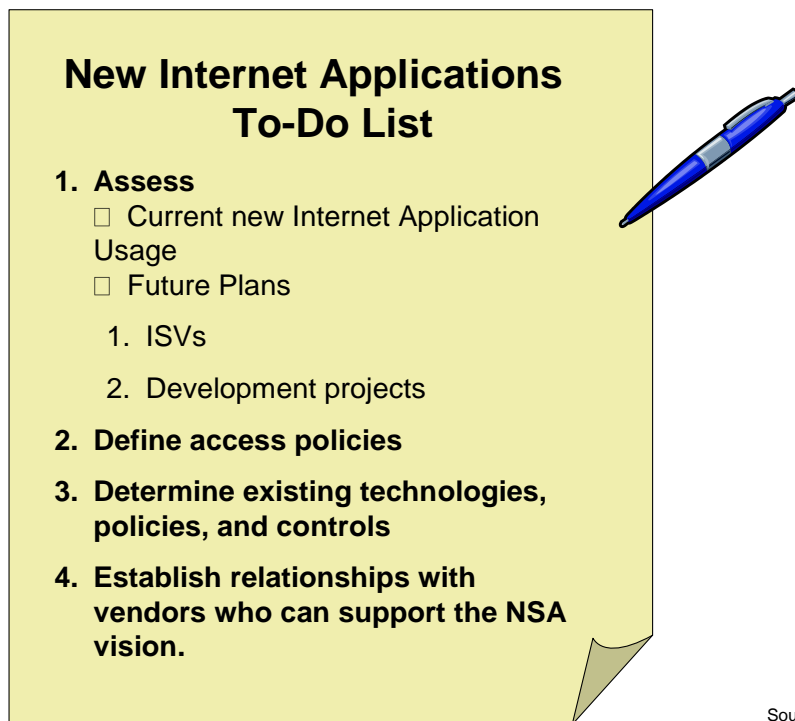 New Internet Applications
To-Do List
1. Assess
□ Current new Internet Application
Usage
□ Future Plans
1. ISVs
2. Development projects
2. Define access policies
3. Determine existing technologies,
policies, and controls
4. Establish relationships with
vendors who can support the NSA
vision.